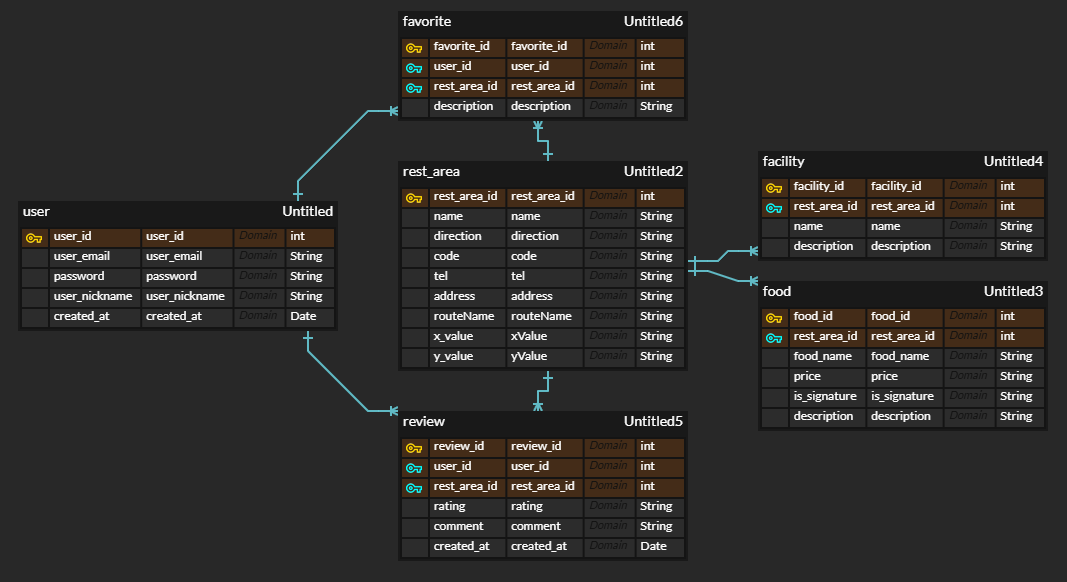 favorite Untitled6
favorite_id favorite_id Domain int
user_id user_id Domain int
rest_area_id rest_area_id Domain int
description description Domain String
rest_area Untitled2
rest_area_id rest_area_id Domain int
name name Domain String
direction direction Domain String
code code Domain String
tel tel Domain String
address address Domain String
routeName routeName Domain String
x_value xValue Domain String
y_value yValue Domain String
facility Untitled4
facility_id facility_id Domain int
rest_area_id rest_area_id Domain int
name name Domain String
description description Domain String
user Untitled
user_id user_id Domain int
user_email user_email Domain String
password password Domain String
user_nickname user_nickname Domain String
created_at created_at Domain Date
food Untitled3
food_id food_id Domain int
rest_area_id rest_area_id Domain int
food_name food_name Domain String
price price Domain String
is_signature is_signature Domain String
description description Domain String
review Untitled5
review_id review_id Domain int
user_id user_id Domain int
rest_area_id rest_area_id Domain int
rating rating Domain String
comment comment Domain String
created_at created_at Domain Date